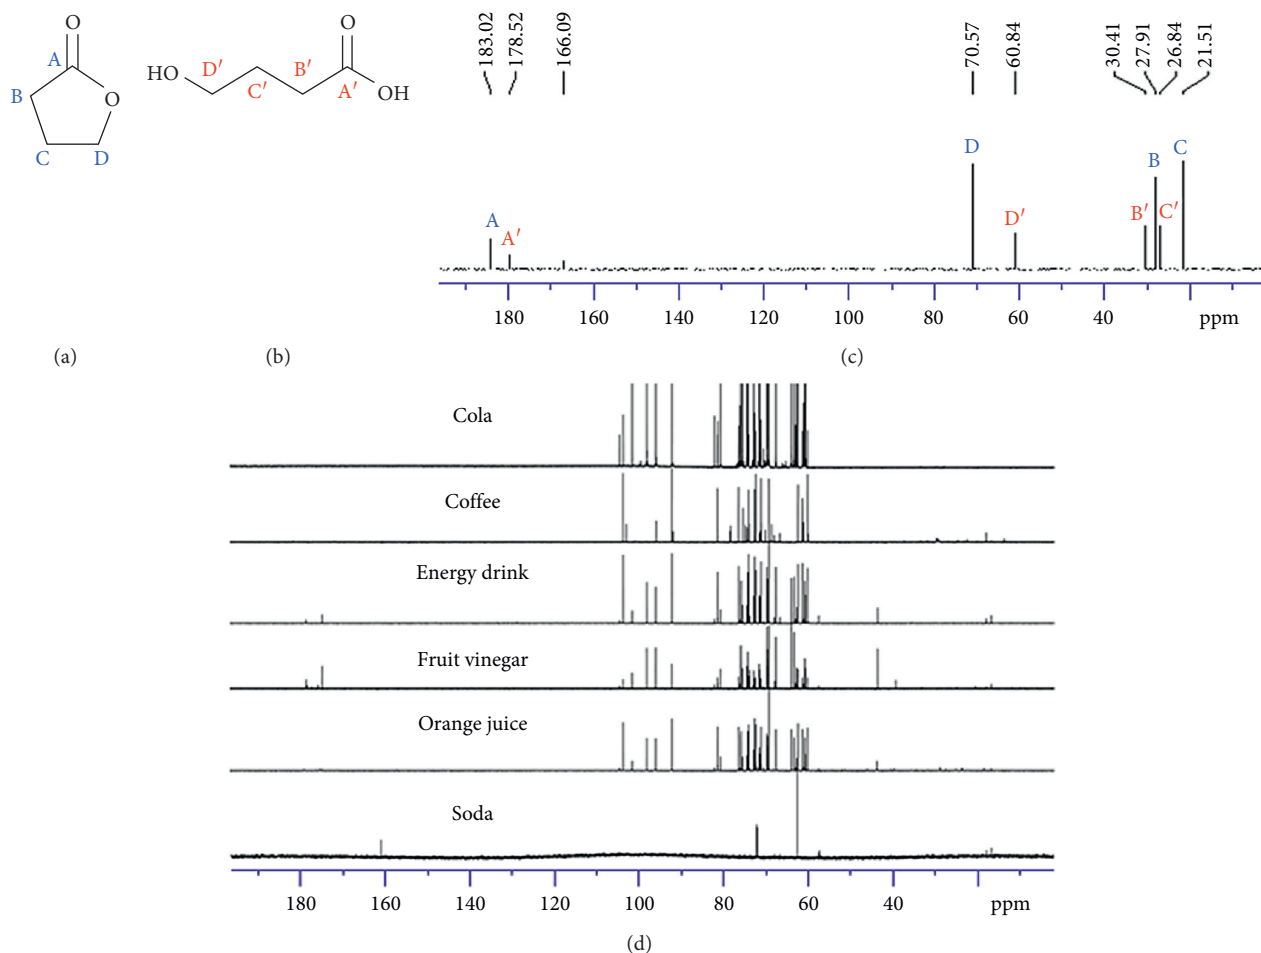 O
A
B
O
C
D
O
HO
D′
B′
C′
A′
OH
183.02
178.52
166.09
70.57
60.84
30.41
27.91
26.84
21.51
D
C
B
A
A′
D′
B′
C′
180 160 140 120 100 80 60 40 ppm
(a)
(b)
(c)
Cola
Coffee
Energy drink
Fruit vinegar
Orange juice
Soda
180 160 140 120 100 80 60 40 ppm
(d)